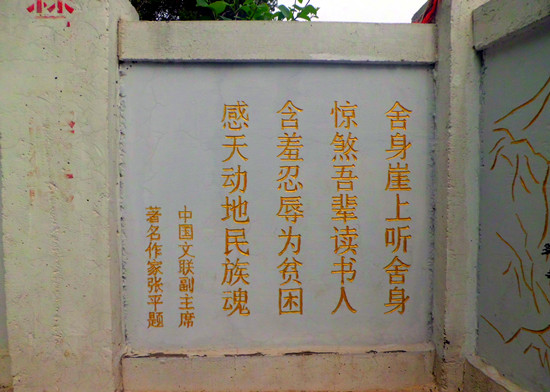 舍身崖上听舍身
惊煞吾辈读书人
含羞忍辱为贫困
感天动地民族魂
中国文联副主席
著名作家张平题